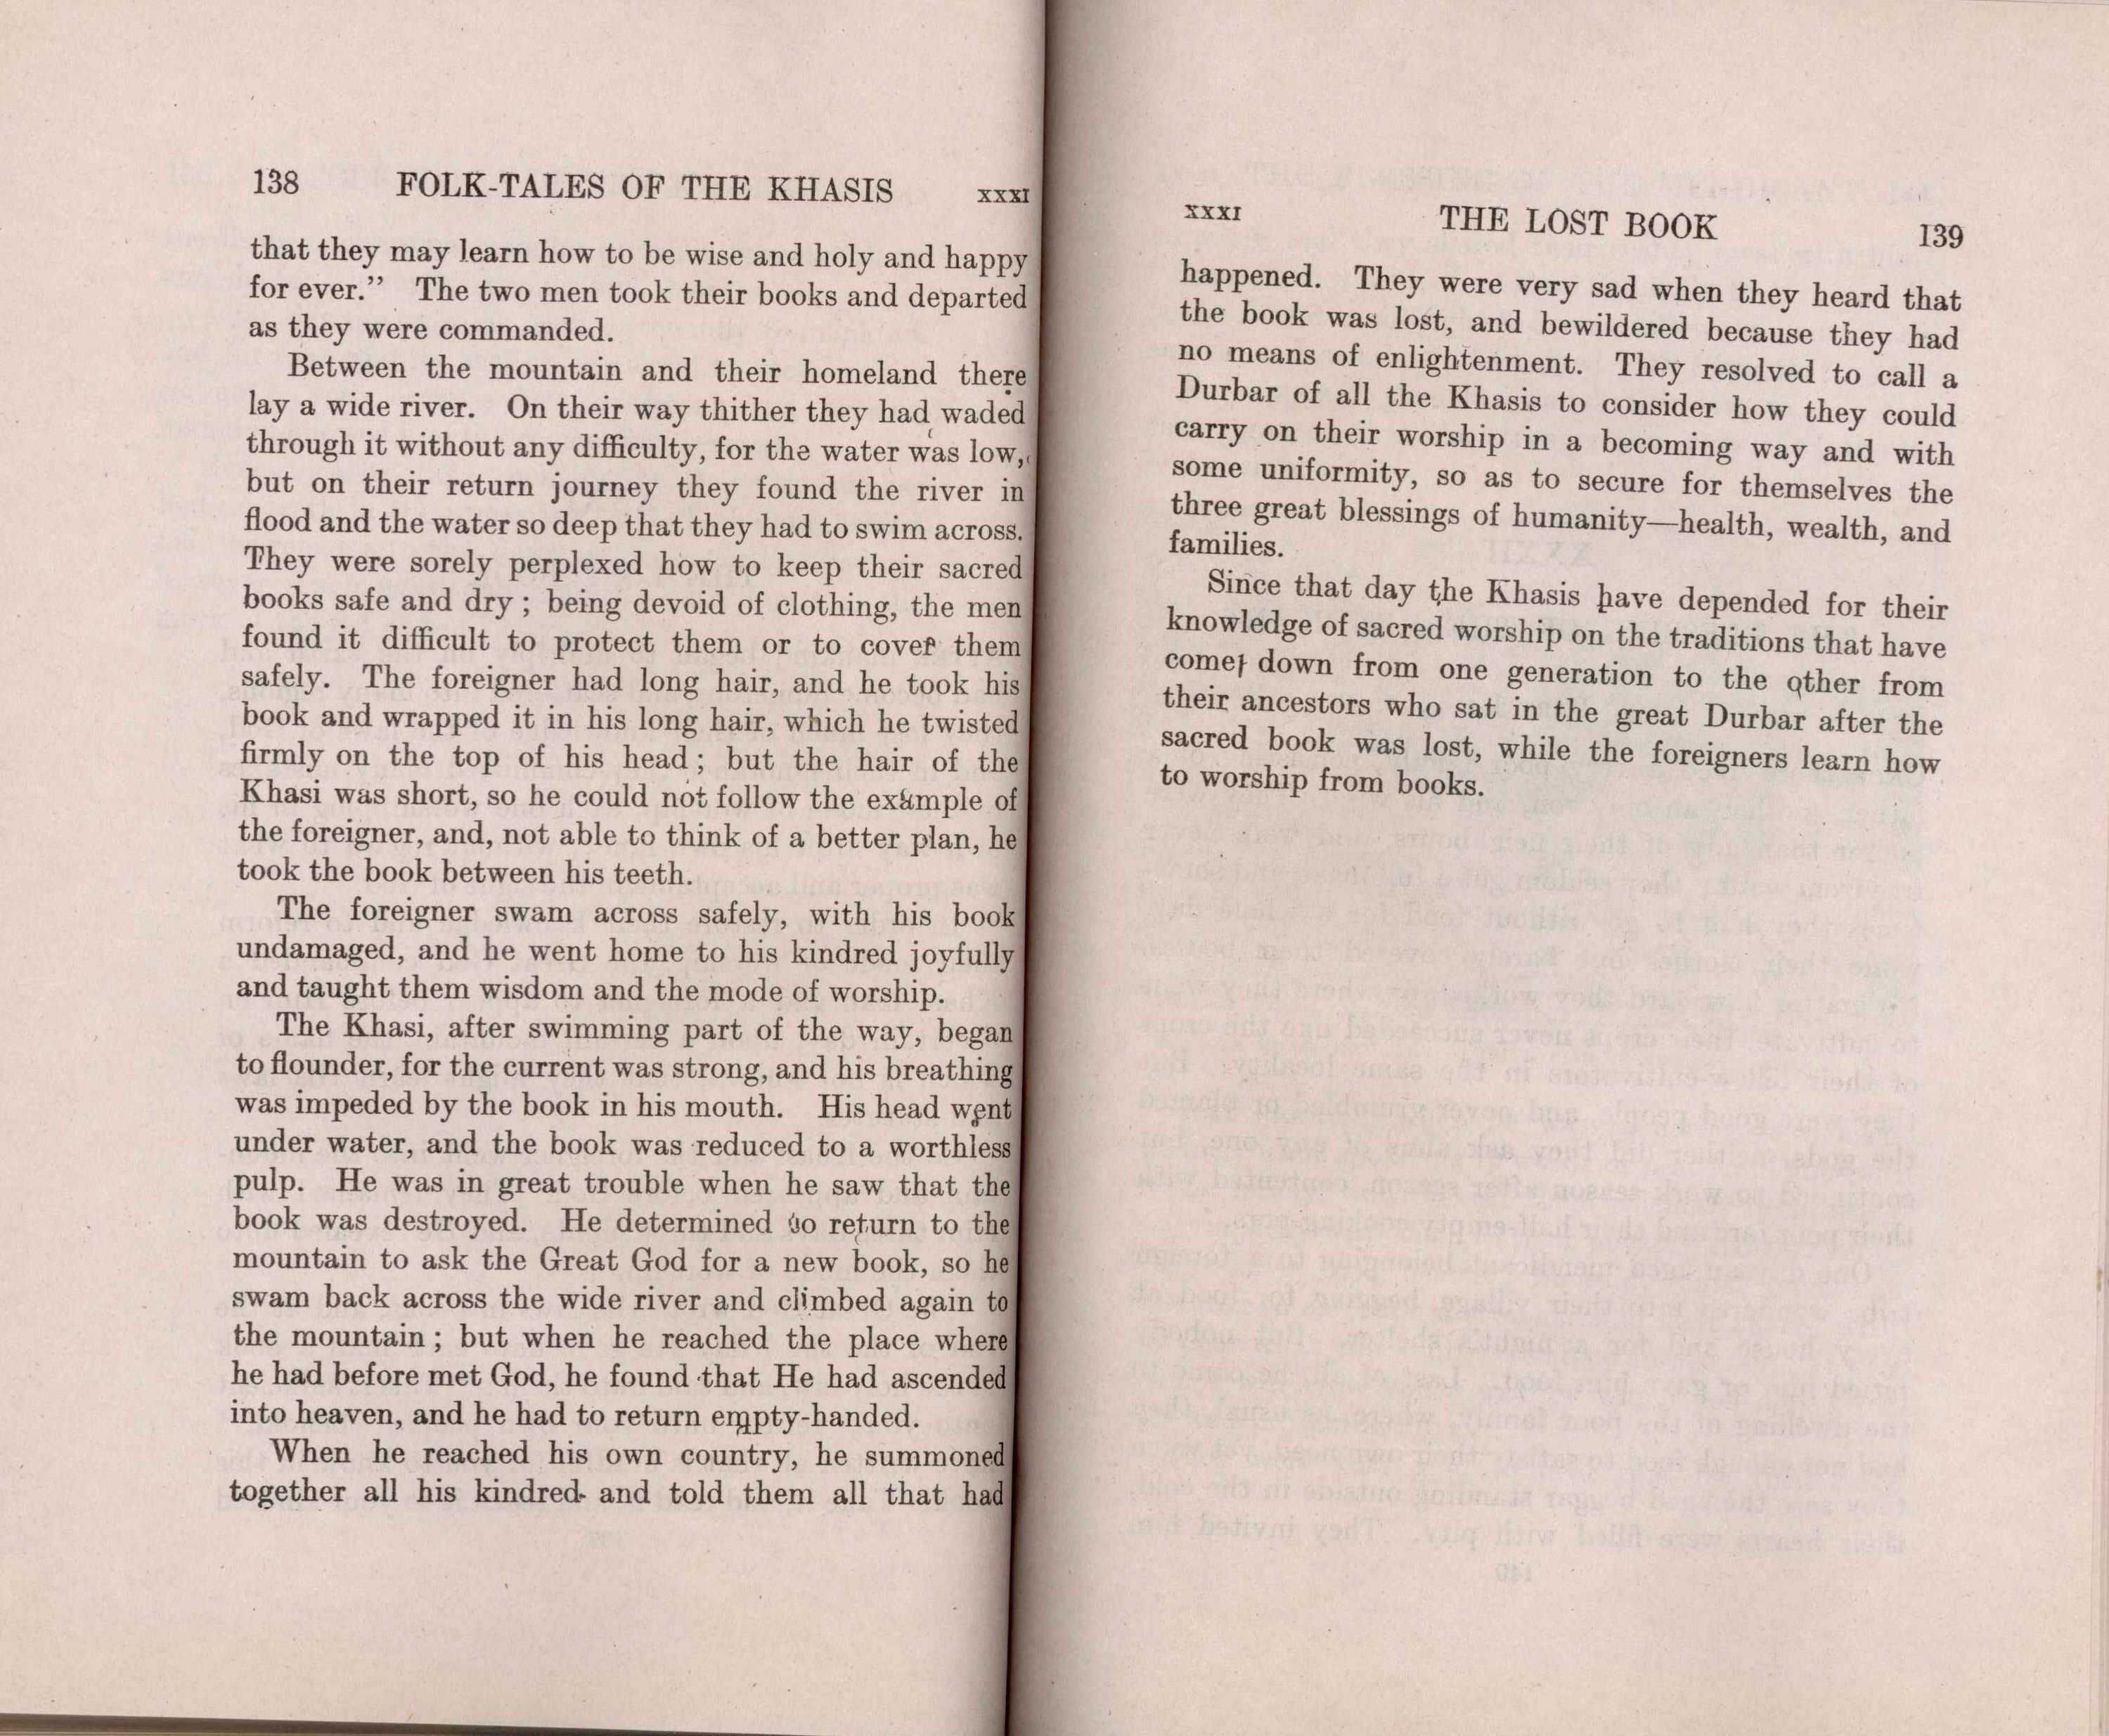 138 FOLK-TALES OF THE KHASIS XXXI
that they may learn how to be wise and holy and happy
for ever.” The two men took their books and departed
as they were commanded.
Between the mountain and their homeland there
lay a wide river. On their way thither they had waded
through it without any difficulty, for the water was low,
but on their return journey they found the river in
flood and the water so deep that they had to swim across.
They were sorely perplexed how to keep their sacred
books safe and dry ; being devoid of clothing, the men
found it difficult to protect them or to cover them
safely. The foreigner had long hair, and he took his
book and wrapped it in his long hair, which he twisted
firmly on the top of his head ; but the hair of the
Khasi was short, so he could not follow the example of
the foreigner, and, not able to think of a better plan, he
took the book between his teeth.
The foreigner swam across safely, with his book
undamaged, and he went home to his kindred joyfully
and taught them wisdom and the mode of worship.
The Khasi, after swimming part of the way, began
to flounder, for the current was strong, and his breathing
was impeded by the book in his mouth. His head went
under water, and the book was reduced to a worthless
pulp. He was in great trouble when he saw that the
book was destroyed. He determined to return to the
mountain to ask the Great God for a new book, so he
swam back across the wide river and climbed again to
the mountain ; but when he reached the place where
he had before met God, he found that He had ascended
into heaven, and he had to return empty-handed.
When he reached his own country, he summoned
together all his kindred and told them all that had
XXXI THE LOST BOOK 139
happened. They were very sad when they heard that
the book was lost, and bewildered because they had
no means of enlightenment. They resolved to call a
Durbar of all the Khasis to consider how they could
carry on their worship in a becoming way and with
some uniformity, so as to secure for themselves the
three great blessings of humanity—health, wealth, and
families.
Since that day the Khasis have depended for their
knowledge of sacred worship on the traditions that have
come down from one generation to the other from
their ancestors who sat in the great Durbar after the
sacred book was lost, while the foreigners learn how
to worship from books.